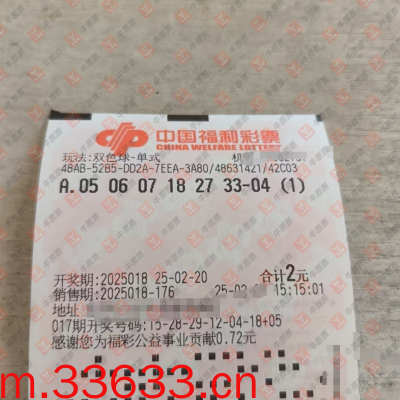 中国福利彩票
CHINA WELFARE LOTTERY
玩法:双色球-单式
48AB-52B5-DD2A-7EEA-3A80/48631421/42C03
A.05 06 07 18 27 33-04 (1)
开奖期:2025018 25-02-20 合计2元
销售期:2025018-176 25-02- 15:15:01
地址
017期开奖号码:15-28-29-12-04-18+05
感谢您为福彩公益事业贡献0.72元
m.33633.cn